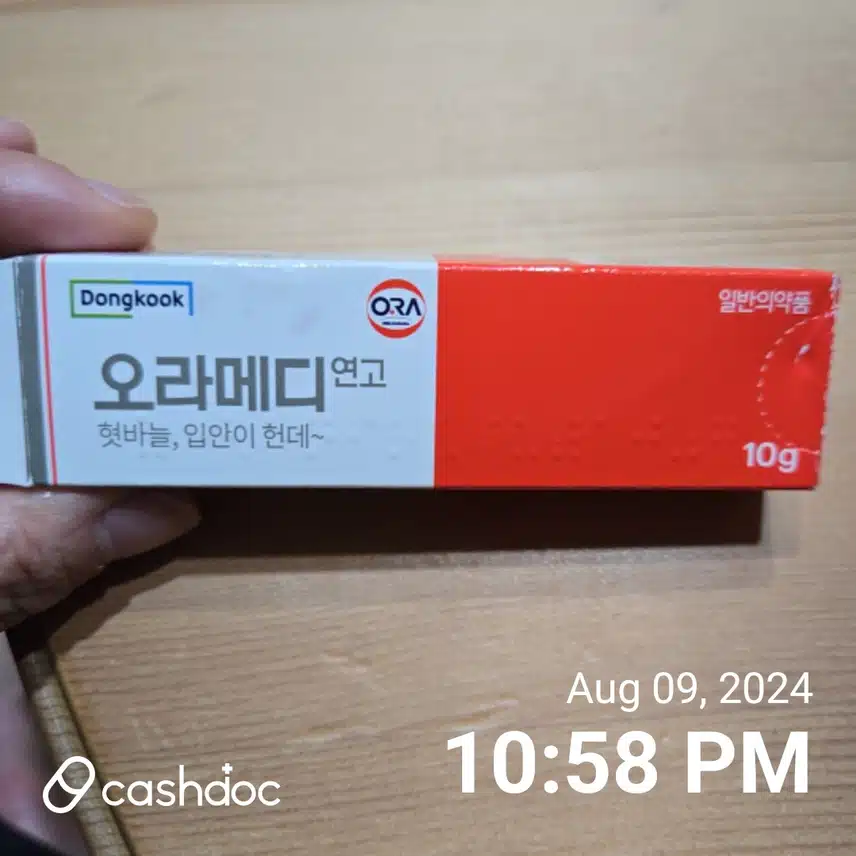 Dongkook
ORA
일반의약품
오라메디 연고
혓바늘, 입안이 헌데~
10g
Aug 09, 2024
10:58 PM
cashdoc